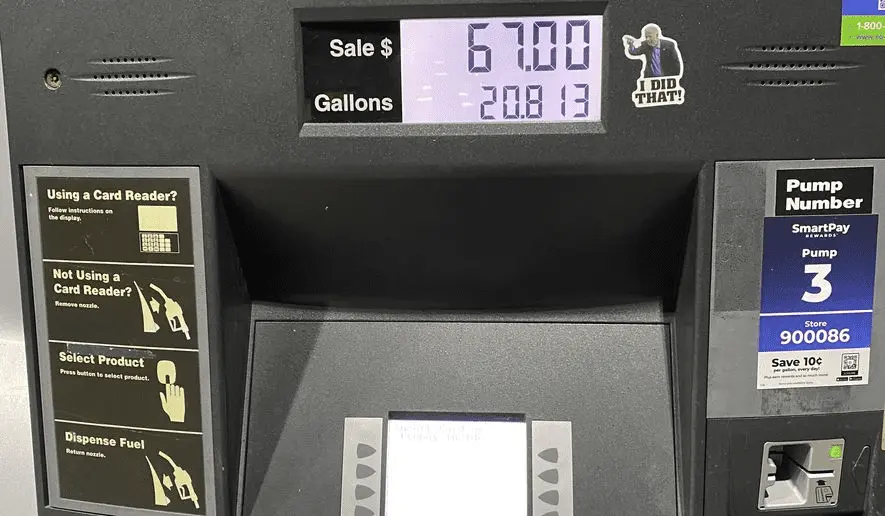 Sale $
67.00
Gallons
20.813
I DID
THAT!
1-800-
Using a Card Reader?
Follow instructions on
the display.
Not Using a
Card Reader?
Remove nozzle.
Select Product
Press button to select product.
Dispense Fuel
Return nozzle.
Pump
Number
SmartPay
REWARDS
Pump
3
Store
900086
Save 10¢
per gallon, every day!